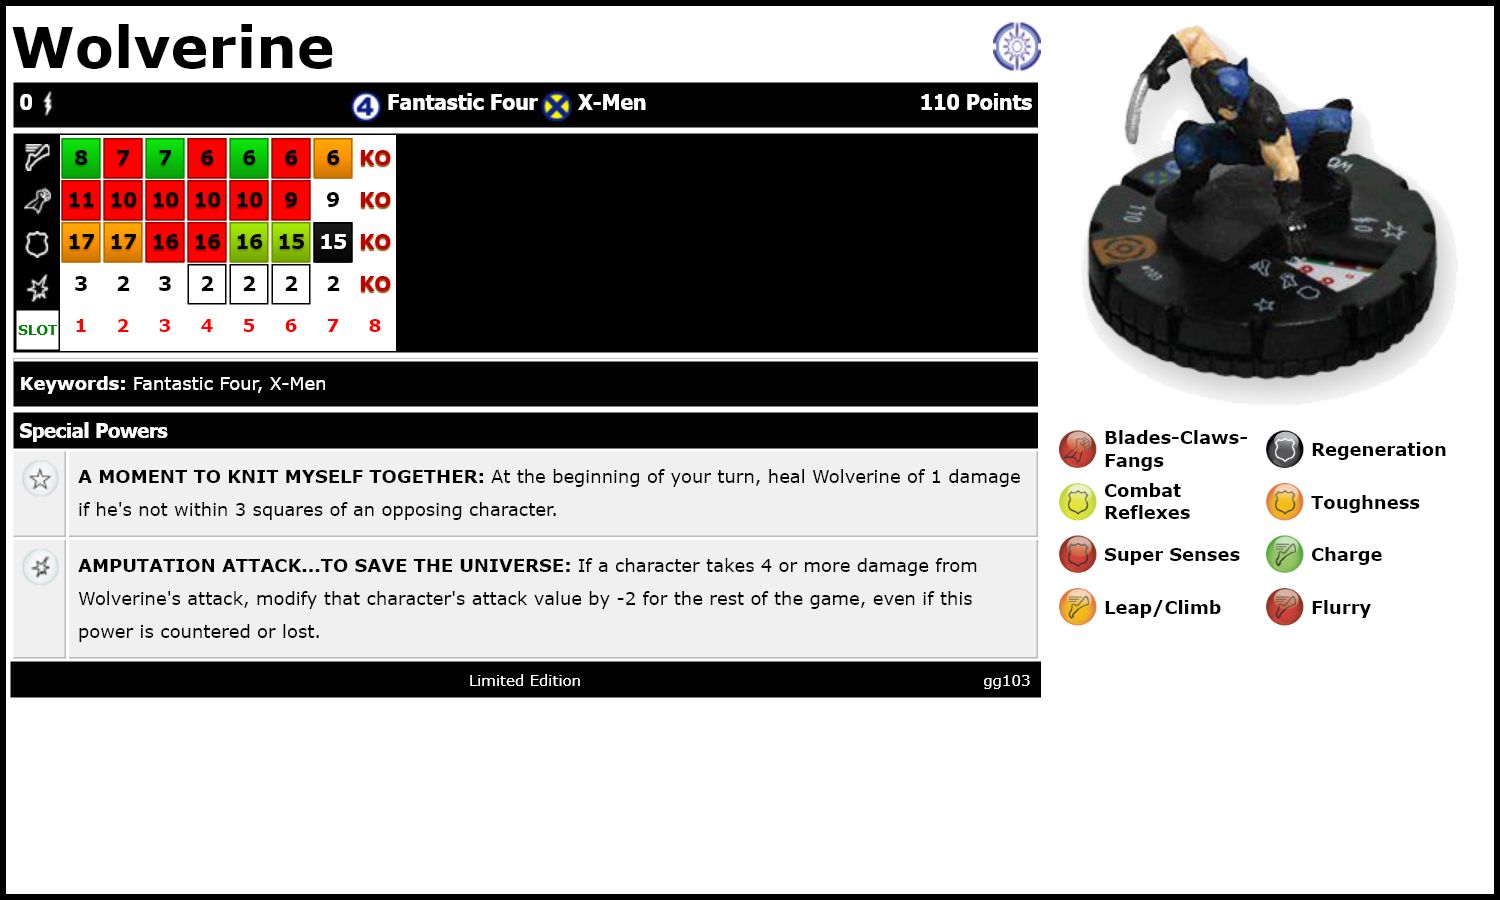 Wolverine
0 4 Fantastic Four X-Men 110 Points
8 7 7 6 6 6 6 KO
11 10 10 10 10 9 9 KO
17 17 16 16 16 15 15 KO
3 2 3 2 2 2 2 KO
SLOT 1 2 3 4 5 6 7 8
Keywords: Fantastic Four, X-Men
Special Powers
A MOMENT TO KNIT MYSELF TOGETHER: At the beginning of your turn, heal Wolverine of 1 damage
if he's not within 3 squares of an opposing character.
AMPUTATION ATTACK...TO SAVE THE UNIVERSE: If a character takes 4 or more damage from
Wolverine's attack, modify that character's attack value by -2 for the rest of the game, even if this
power is countered or lost.
Limited Edition gg103
110
#103
0
Blades-Claws-
Fangs
Regeneration
Combat
Reflexes
Toughness
Super Senses
Charge
Leap/Climb
Flurry